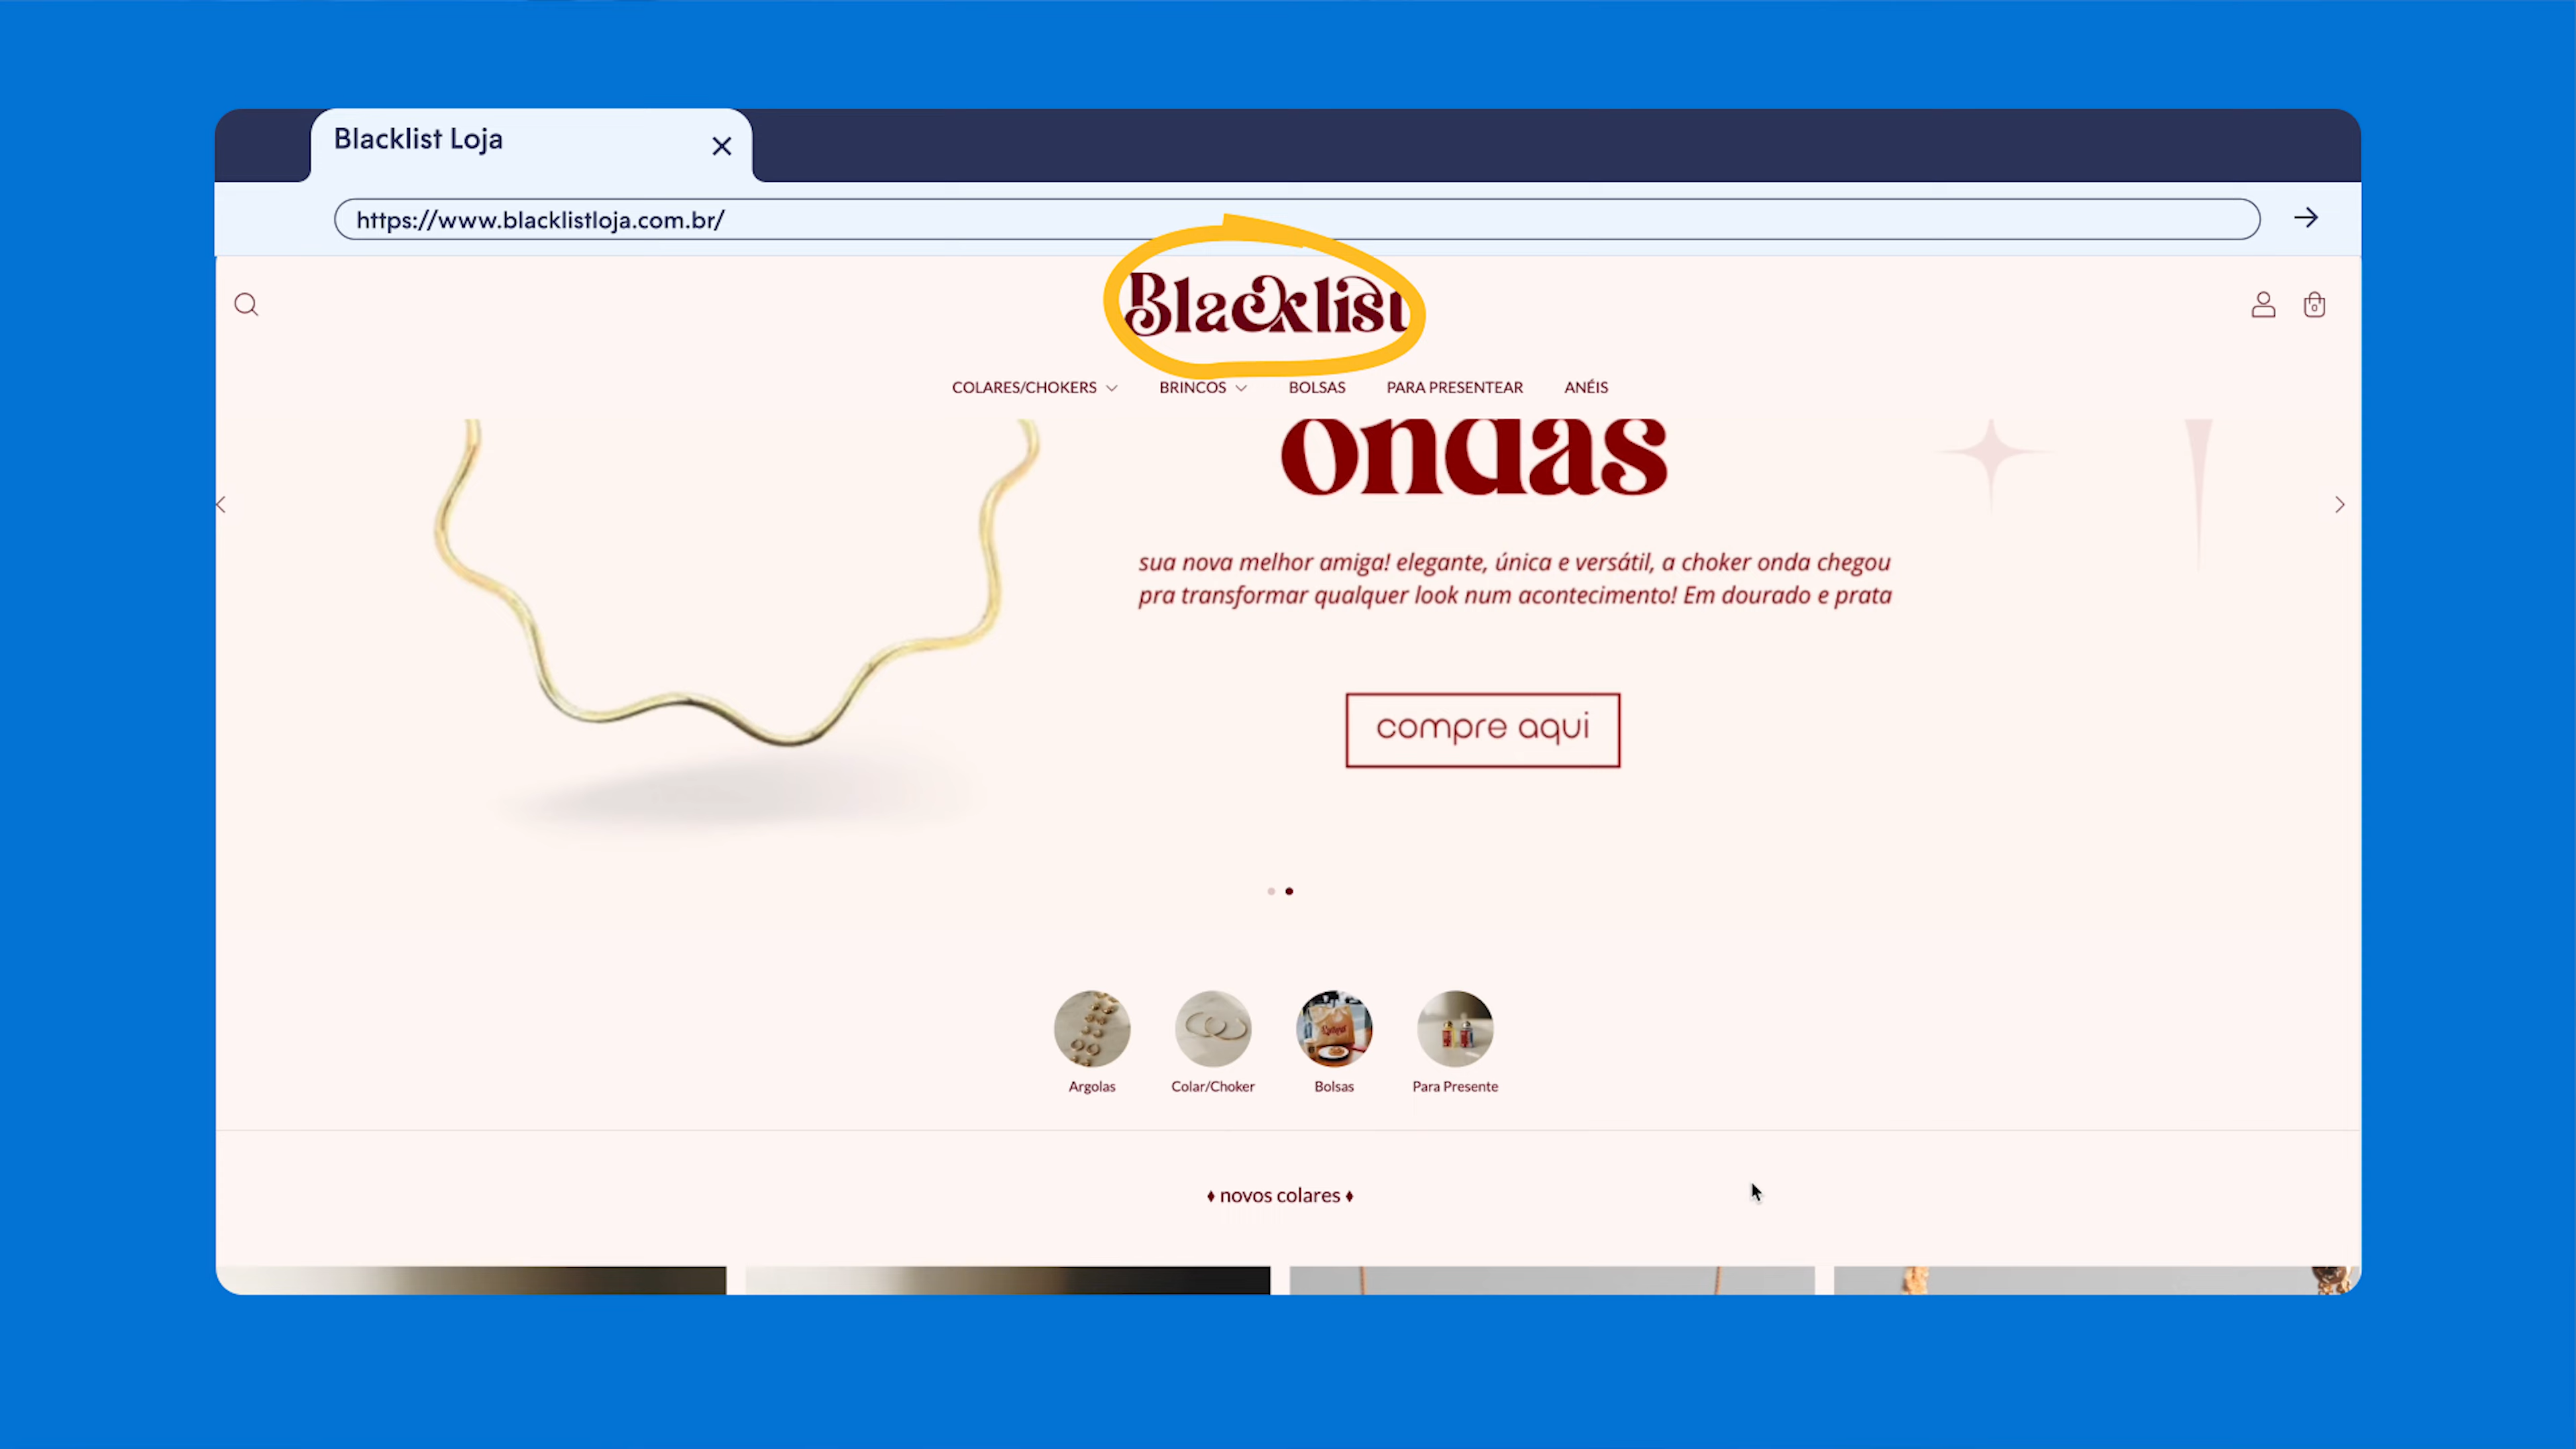 Blacklist Loja
https://www.blacklistloja.com.br/
Blacklist
0
COLARES/CHOKERS BRINCOS BOLSAS PARA PRESENTEAR ANÉIS
ondas
sua nova melhor amiga! elegante, única e versátil, a choker onda chegou
pra transformar qualquer look num acontecimento! Em dourado e prata
compre aqui
Argolas Colar/Choker Bolsas Para Presente
♦ novos colares ♦